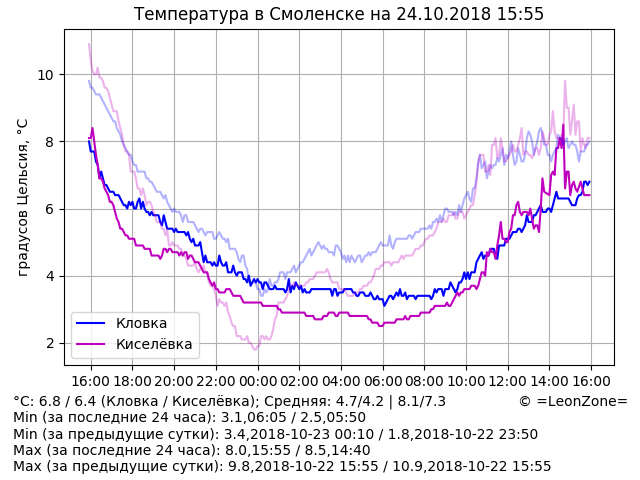 Температура в Смоленске на 24.10.2018 15:55
градусов Цельсия, °C
10
8
6
4
2
Кловка
Киселёвка
16:00 18:00 20:00 22:00 00:00 02:00 04:00 06:00 08:00 10:00 12:00 14:00 16:00
°C: 6.8 / 6.4 (Кловка / Киселёвка); Средняя: 4.7/4.2 | 8.1/7.3 © =LeonZone=
Min (за последние 24 часа): 3.1,06:05 / 2.5,05:50
Min (за предыдущие сутки): 3.4,2018-10-23 00:10 / 1.8,2018-10-22 23:50
Max (за последние 24 часа): 8.0,15:55 / 8.5,14:40
Max (за предыдущие сутки): 9.8,2018-10-22 15:55 / 10.9,2018-10-22 15:55